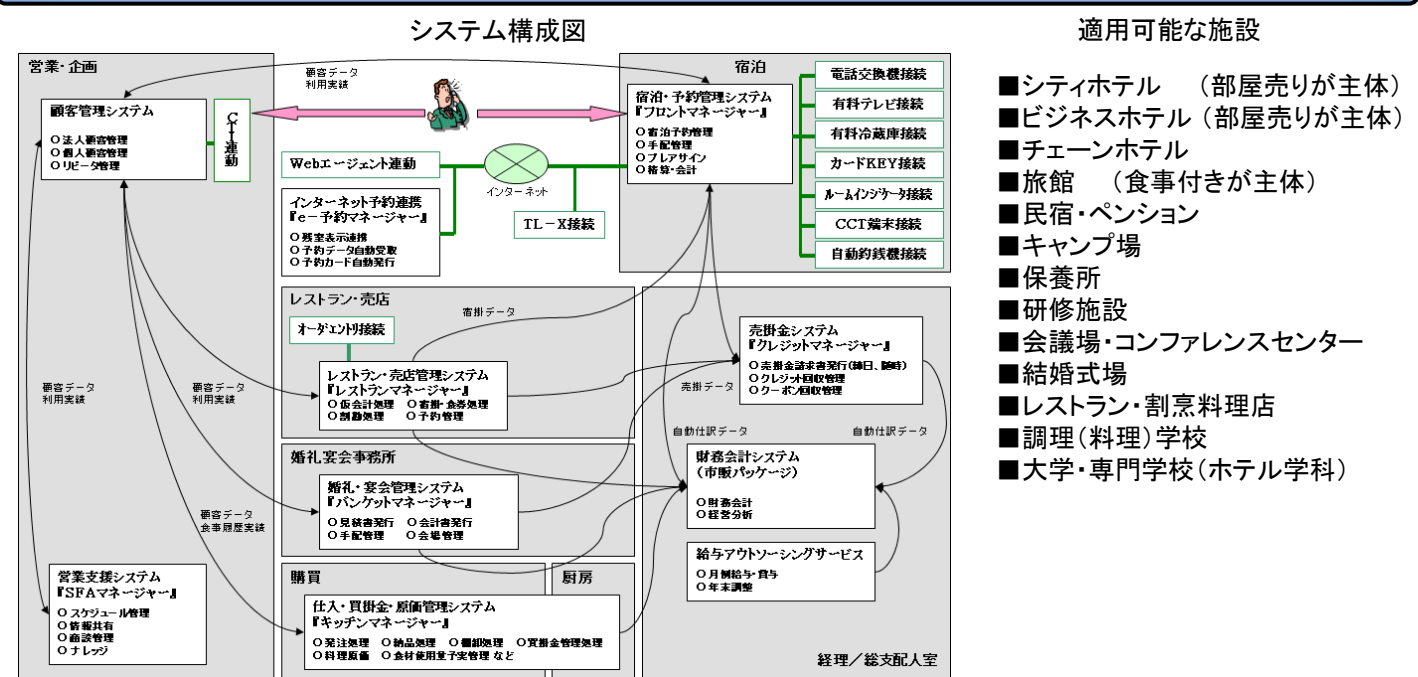 システム構成図
適用可能な施設
営業・企画
顧客管理システム
○法人顧客管理
○個人顧客管理
○リピータ管理
CTI連動
顧客データ
利用実績
宿泊
宿泊・予約管理システム
『フロントマネージャー』
○宿泊予約管理
○手配管理
○プレアサイン
○精算・会計
電話交換機接続
有料テレビ接続
有料冷蔵庫接続
カードKEY接続
ルームインジケータ接続
CCT端末接続
自動釣銭機接続
Webエージェント連動
インターネット
TL-X接続
インターネット予約連携
『e-予約マネージャー』
○残室表示連携
○予約データ自動受取
○予約カード自動発行
レストラン・売店
オーダエントリ接続
宿掛データ
レストラン・売店管理システム
『レストランマネージャー』
○仮会計処理 ○宿掛・食券処理
○割勘処理 ○予約管理
顧客データ
利用実績
顧客データ
利用実績
売掛金システム
『クレジットマネージャー』
○売掛金請求書発行(締日、随時)
○クレジット回収管理
○クーポン回収管理
売掛データ
自動仕訳データ
自動仕訳データ
財務会計システム
(市販パッケージ)
○財務会計
○経営分析
婚礼宴会事務所
婚礼・宴会管理システム
『バンケットマネージャー』
○見積書発行 ○会計書発行
○手配管理 ○会場管理
顧客データ
食事履歴実績
給与アウトソーシングサービス
○月例給与・賞与
○年末調整
営業支援システム
『SFAマネージャー』
○スケジュール管理
○情報共有
○商談管理
○ナレッジ
購買
厨房
仕入・買掛金・原価管理システム
『キッチンマネージャー』
○発注処理 ○納品処理 ○棚卸処理 ○買掛金管理処理
○料理原価 ○食材使用量予実管理 など
経理／総支配人室
■シティホテル （部屋売りが主体）
■ビジネスホテル（部屋売りが主体）
■チェーンホテル
■旅館 （食事付きが主体）
■民宿・ペンション
■キャンプ場
■保養所
■研修施設
■会議場・コンファレンスセンター
■結婚式場
■レストラン・割烹料理店
■調理（料理）学校
■大学・専門学校（ホテル学科）